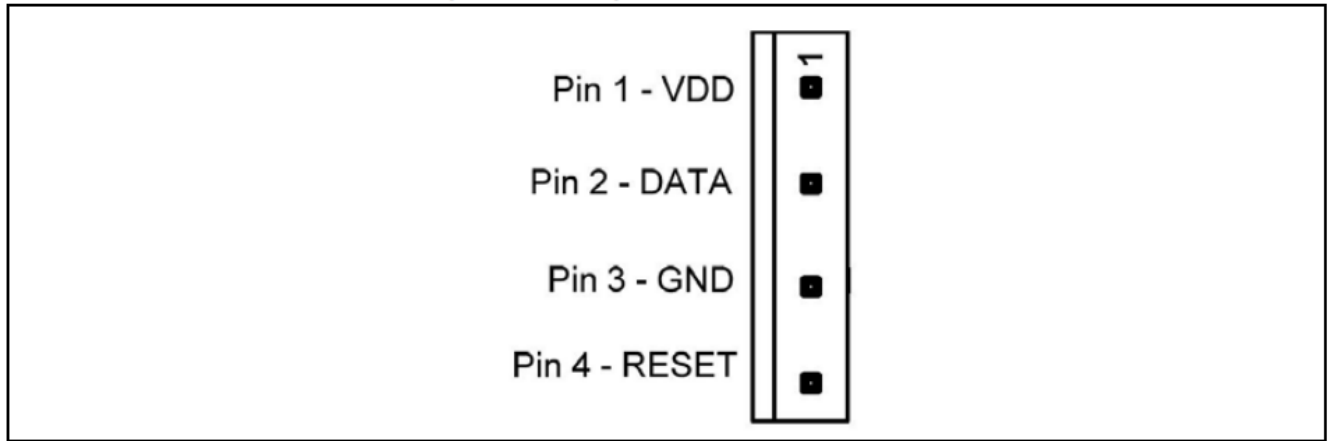 1
Pin 1 - VDD
Pin 2 - DATA
Pin 3 - GND
Pin 4 - RESET